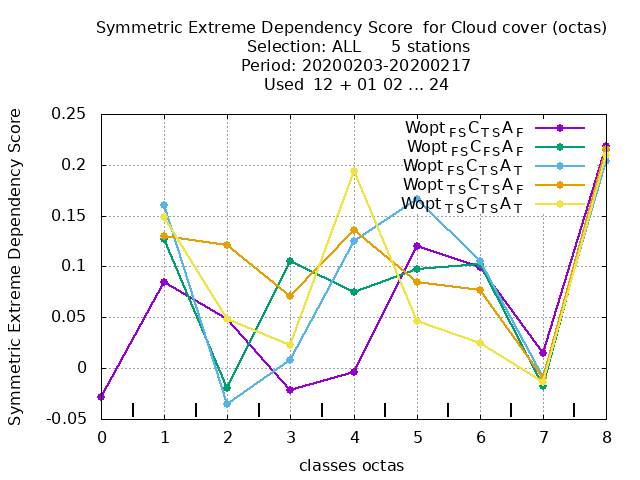 Symmetric Extreme Dependency Score  for Cloud cover (octas)
Selection: ALL      5 stations
Period: 20200203-20200217
Used  12 + 01 02 ... 24
Symmetric Extreme Dependency Score
0.25
0.2
0.15
0.1
0.05
0
-0.05
Wopt FS C TS A F
Wopt FS C FS A F
Wopt FS C TS A T
Wopt TS C TS A F
Wopt TS C TS A T
0 1 2 3 4 5 6 7 8
classes octas